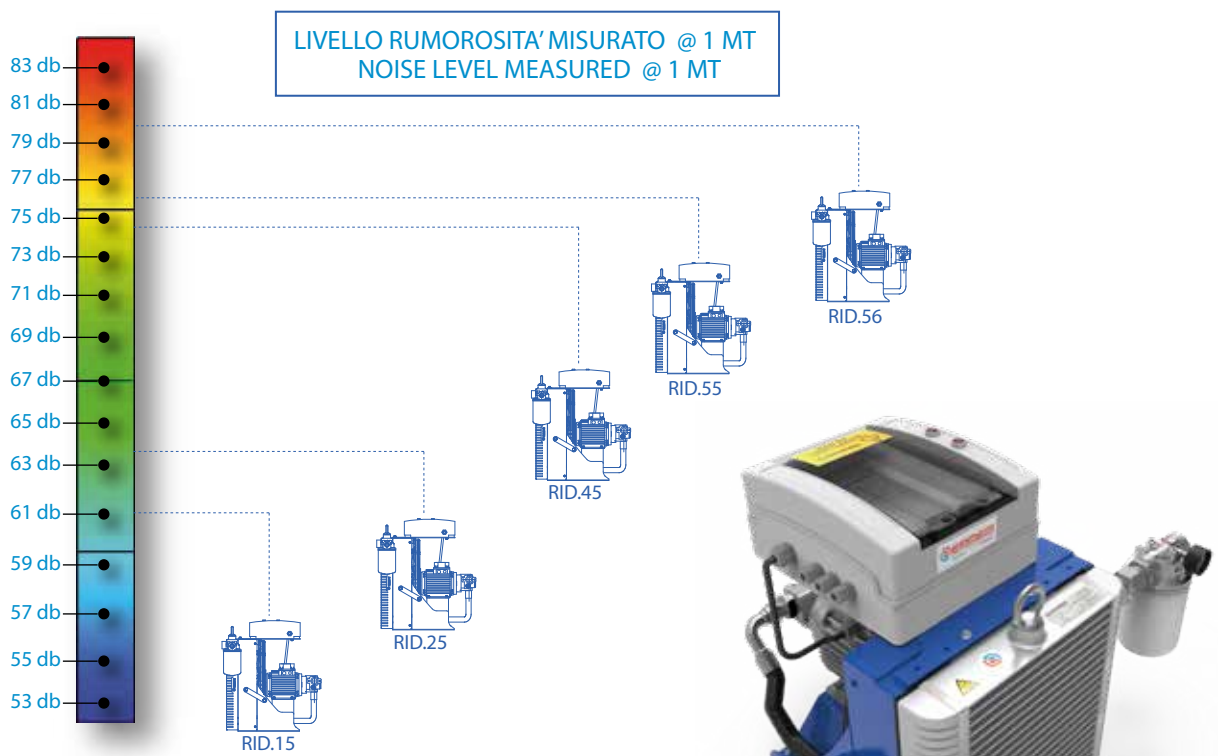 LIVELLO RUMOROSITA’ MISURATO @ 1 MT
NOISE LEVEL MEASURED @ 1 MT
83 db
81 db
79 db
77 db
75 db
73 db
71 db
69 db
67 db
65 db
63 db
61 db
59 db
57 db
55 db
53 db
RID.56
RID.55
RID.45
RID.25
RID.15